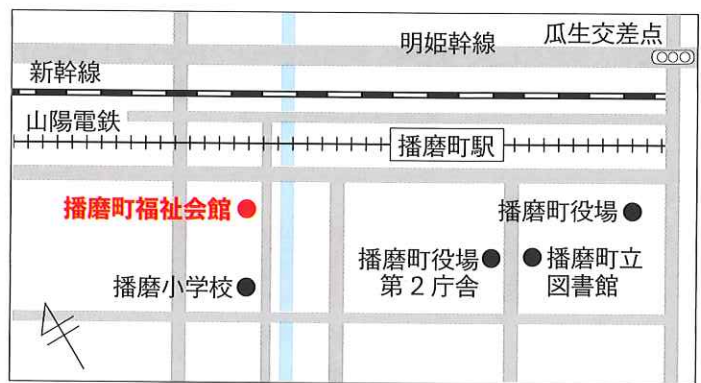 瓜生交差点
明姫幹線
新幹線
山陽電鉄
播磨町駅
播磨町福祉会館
播磨町役場
播磨町役場
第2庁舎
播磨町立
図書館
播磨小学校